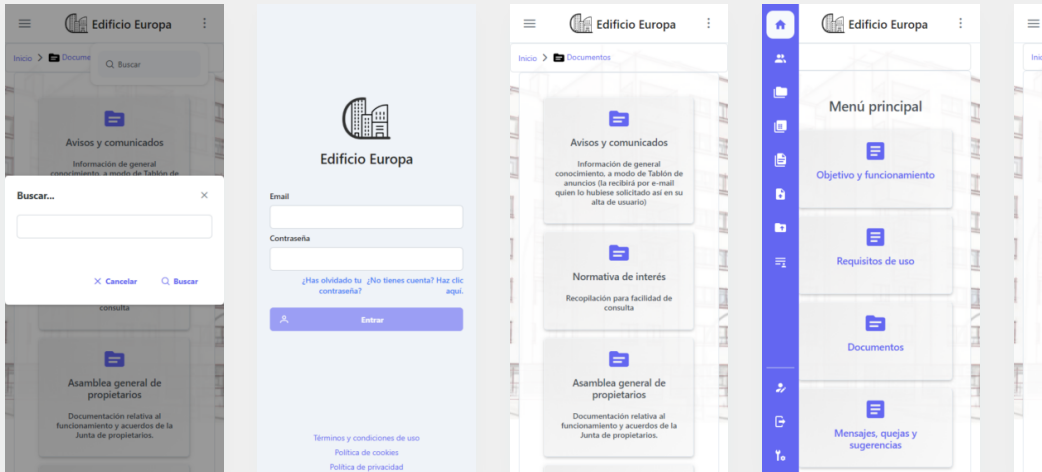 Edificio Europa
Inicio > Docume
Buscar
Avisos y comunicados
Información de general
conocimiento, a modo de Tablón de
Buscar...
Cancelar
Buscar
consulta
Asamblea general de
propietarios
Documentación relativa al
funcionamiento y acuerdos de la
Junta de propietarios.
Edificio Europa
Email
Contraseña
¿Has olvidado tu contraseña?
¿No tienes cuenta? Haz clic aquí.
Entrar
Términos y condiciones de uso
Política de cookies
Política de privacidad
Edificio Europa
Inicio > Documentos
Avisos y comunicados
Información de general
conocimiento, a modo de Tablón de
anuncios (la recibirá por e-mail
quien lo hubiese solicitado así en su
alta de usuario)
Normativa de interés
Recopilación para facilidad de
consulta
Asamblea general de
propietarios
Documentación relativa al
funcionamiento y acuerdos de la
Junta de propietarios.
Edificio Europa
Menú principal
Objetivo y funcionamiento
Requisitos de uso
Documentos
Mensajes, quejas y
sugerencias